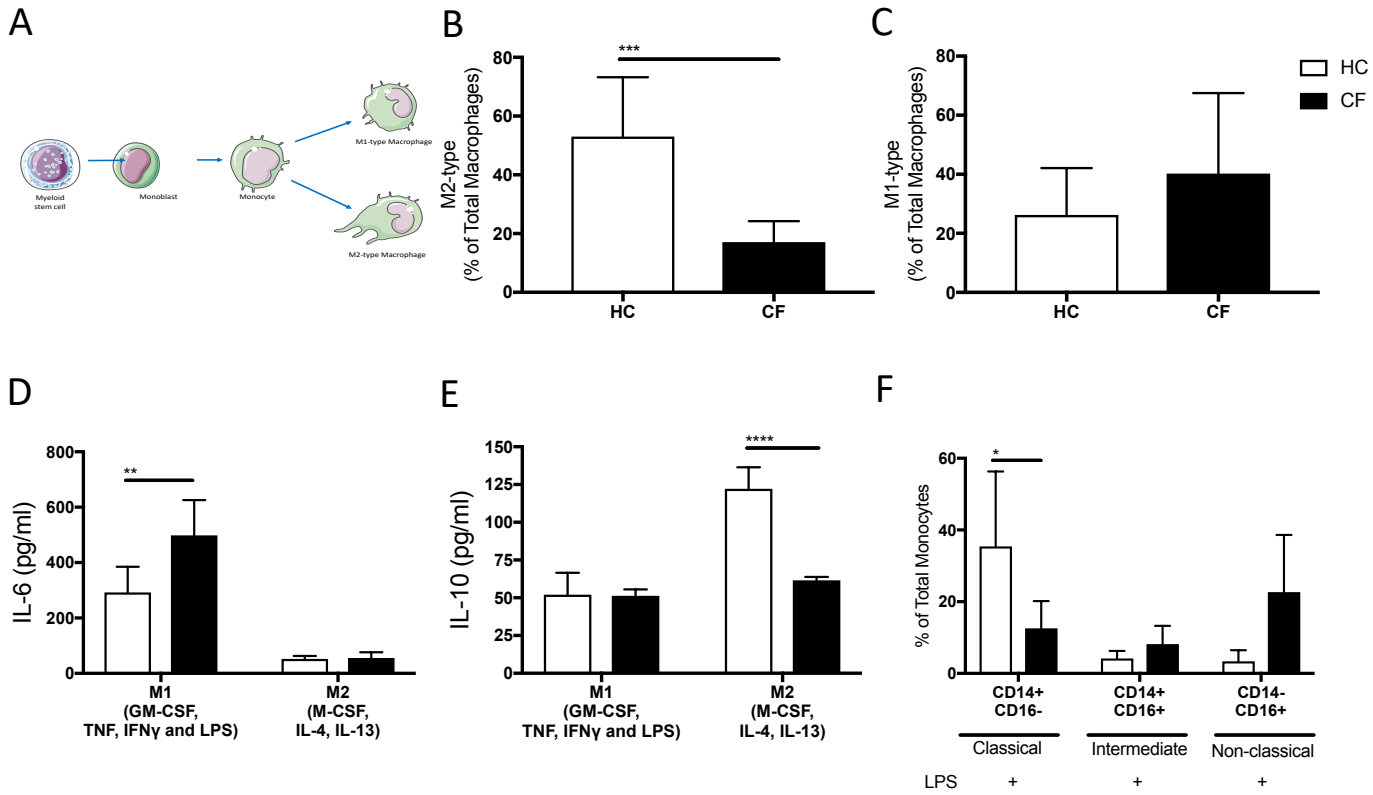 A
Myeloid
stem cell
Monoblast
Monocyte
M1-type Macrophage
M2-type Macrophage
B
M2-type
(% of Total Macrophages)
80
60
40
20
0
***
HC
CF
C
M1-type
(% of Total Macrophages)
80
60
40
20
0
HC
CF
HC
CF
D
IL-6 (pg/ml)
800
600
400
200
0
**
M1
(GM-CSF,
TNF, IFNγ and LPS)
M2
(M-CSF,
IL-4, IL-13)
E
IL-10 (pg/ml)
150
125
100
75
50
25
0
****
M1
(GM-CSF,
TNF, IFNγ and LPS)
M2
(M-CSF,
IL-4, IL-13)
F
% of Total Monocytes
60
40
20
0
*
CD14+
CD16-
CD14+
CD16+
CD14-
CD16+
Classical
Intermediate
Non-classical
LPS + + +